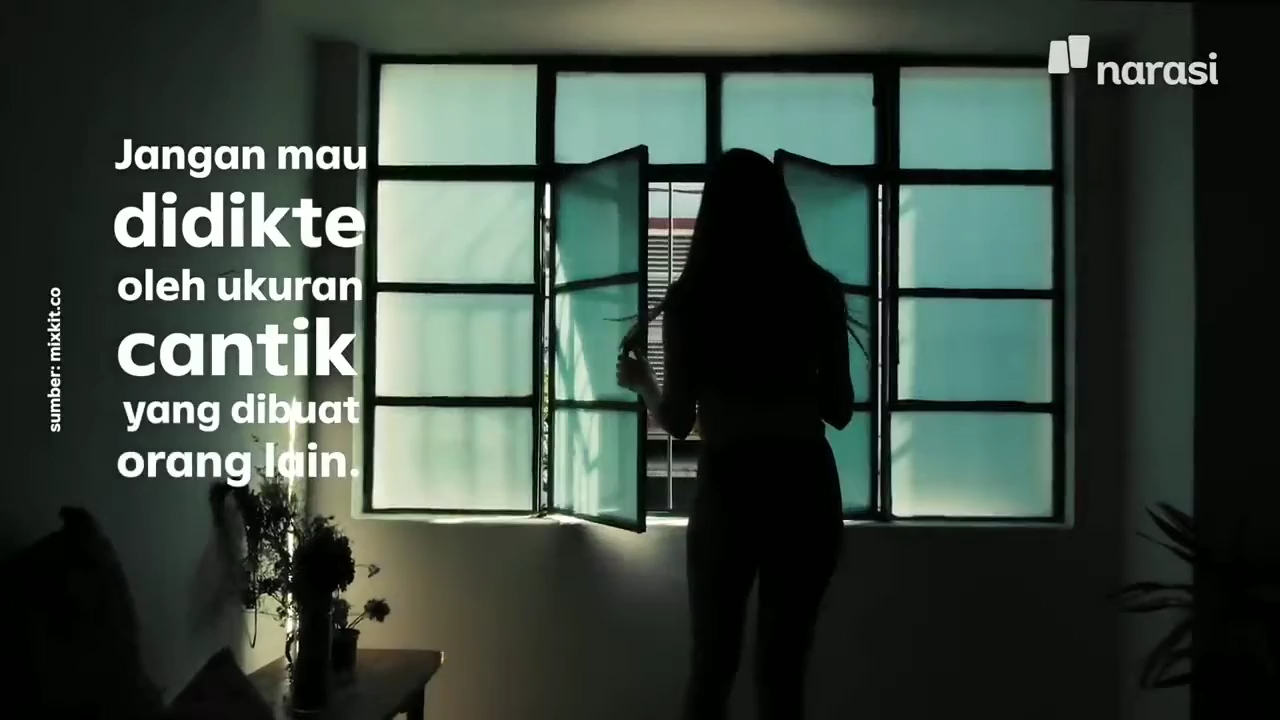 narasi
Jangan mau
didikte
oleh ukuran
cantik
yang dibuat
orang lain.
sumber: mixkit.co